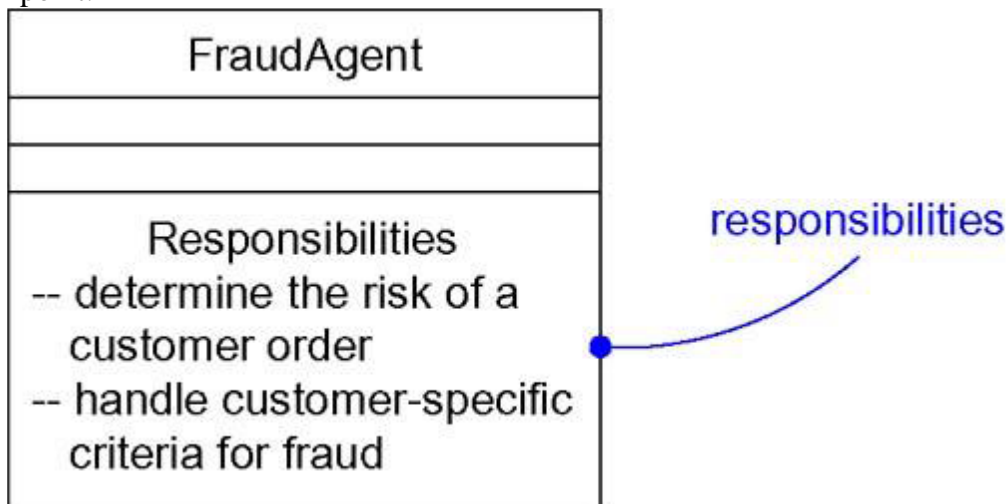 FraudAgent
Responsibilities
-- determine the risk of a
customer order
-- handle customer-specific
criteria for fraud
responsibilities